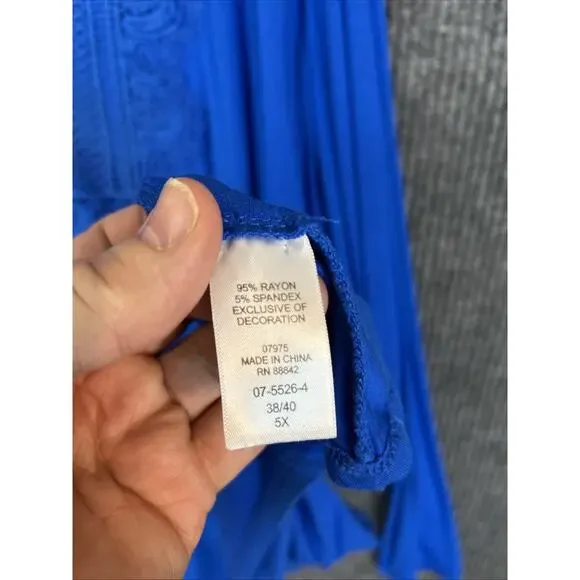 95% RAYON
5% SPANDEX
EXCLUSIVE OF
DECORATION
07975
MADE IN CHINA
RN 88842
07-5526-4
38/40
5X